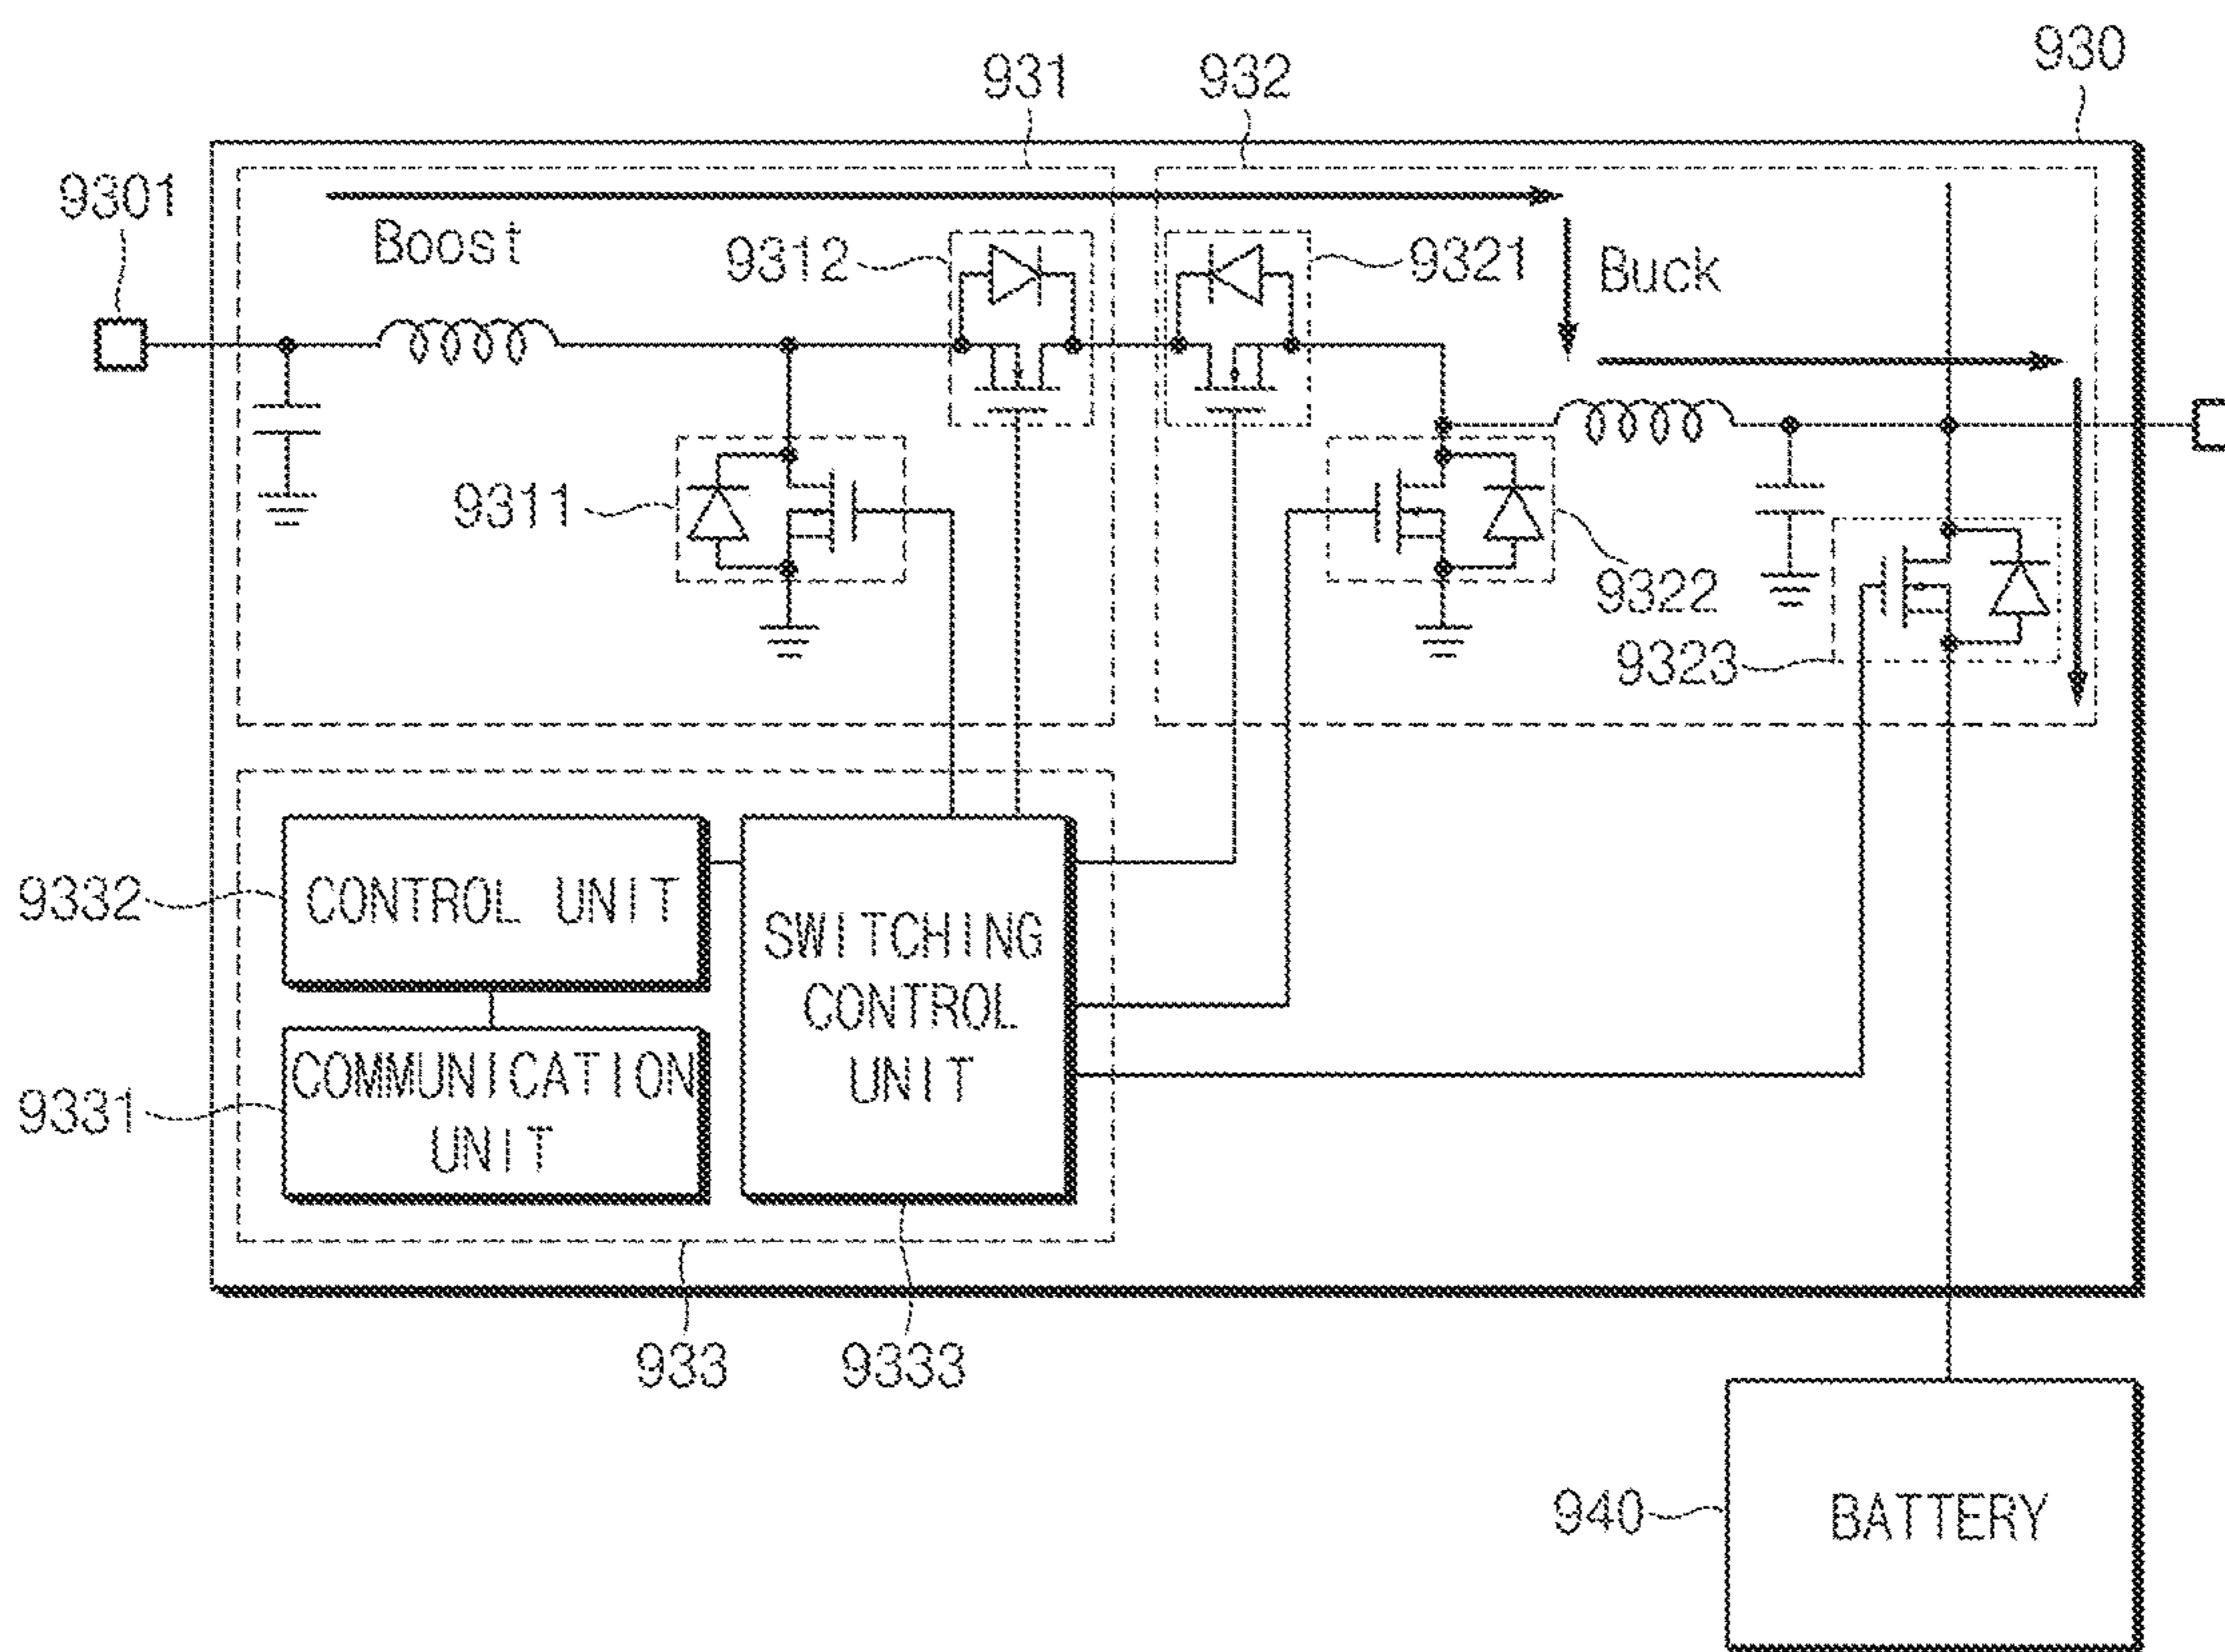 930
931
932
9301
Boost
9312
9321
Buck
9311
9322
9323
CONTROL UNIT
9332
SWITCHING
CONTROL
UNIT
COMMUNICATION
UNIT
9331
933
9333
940
BATTERY